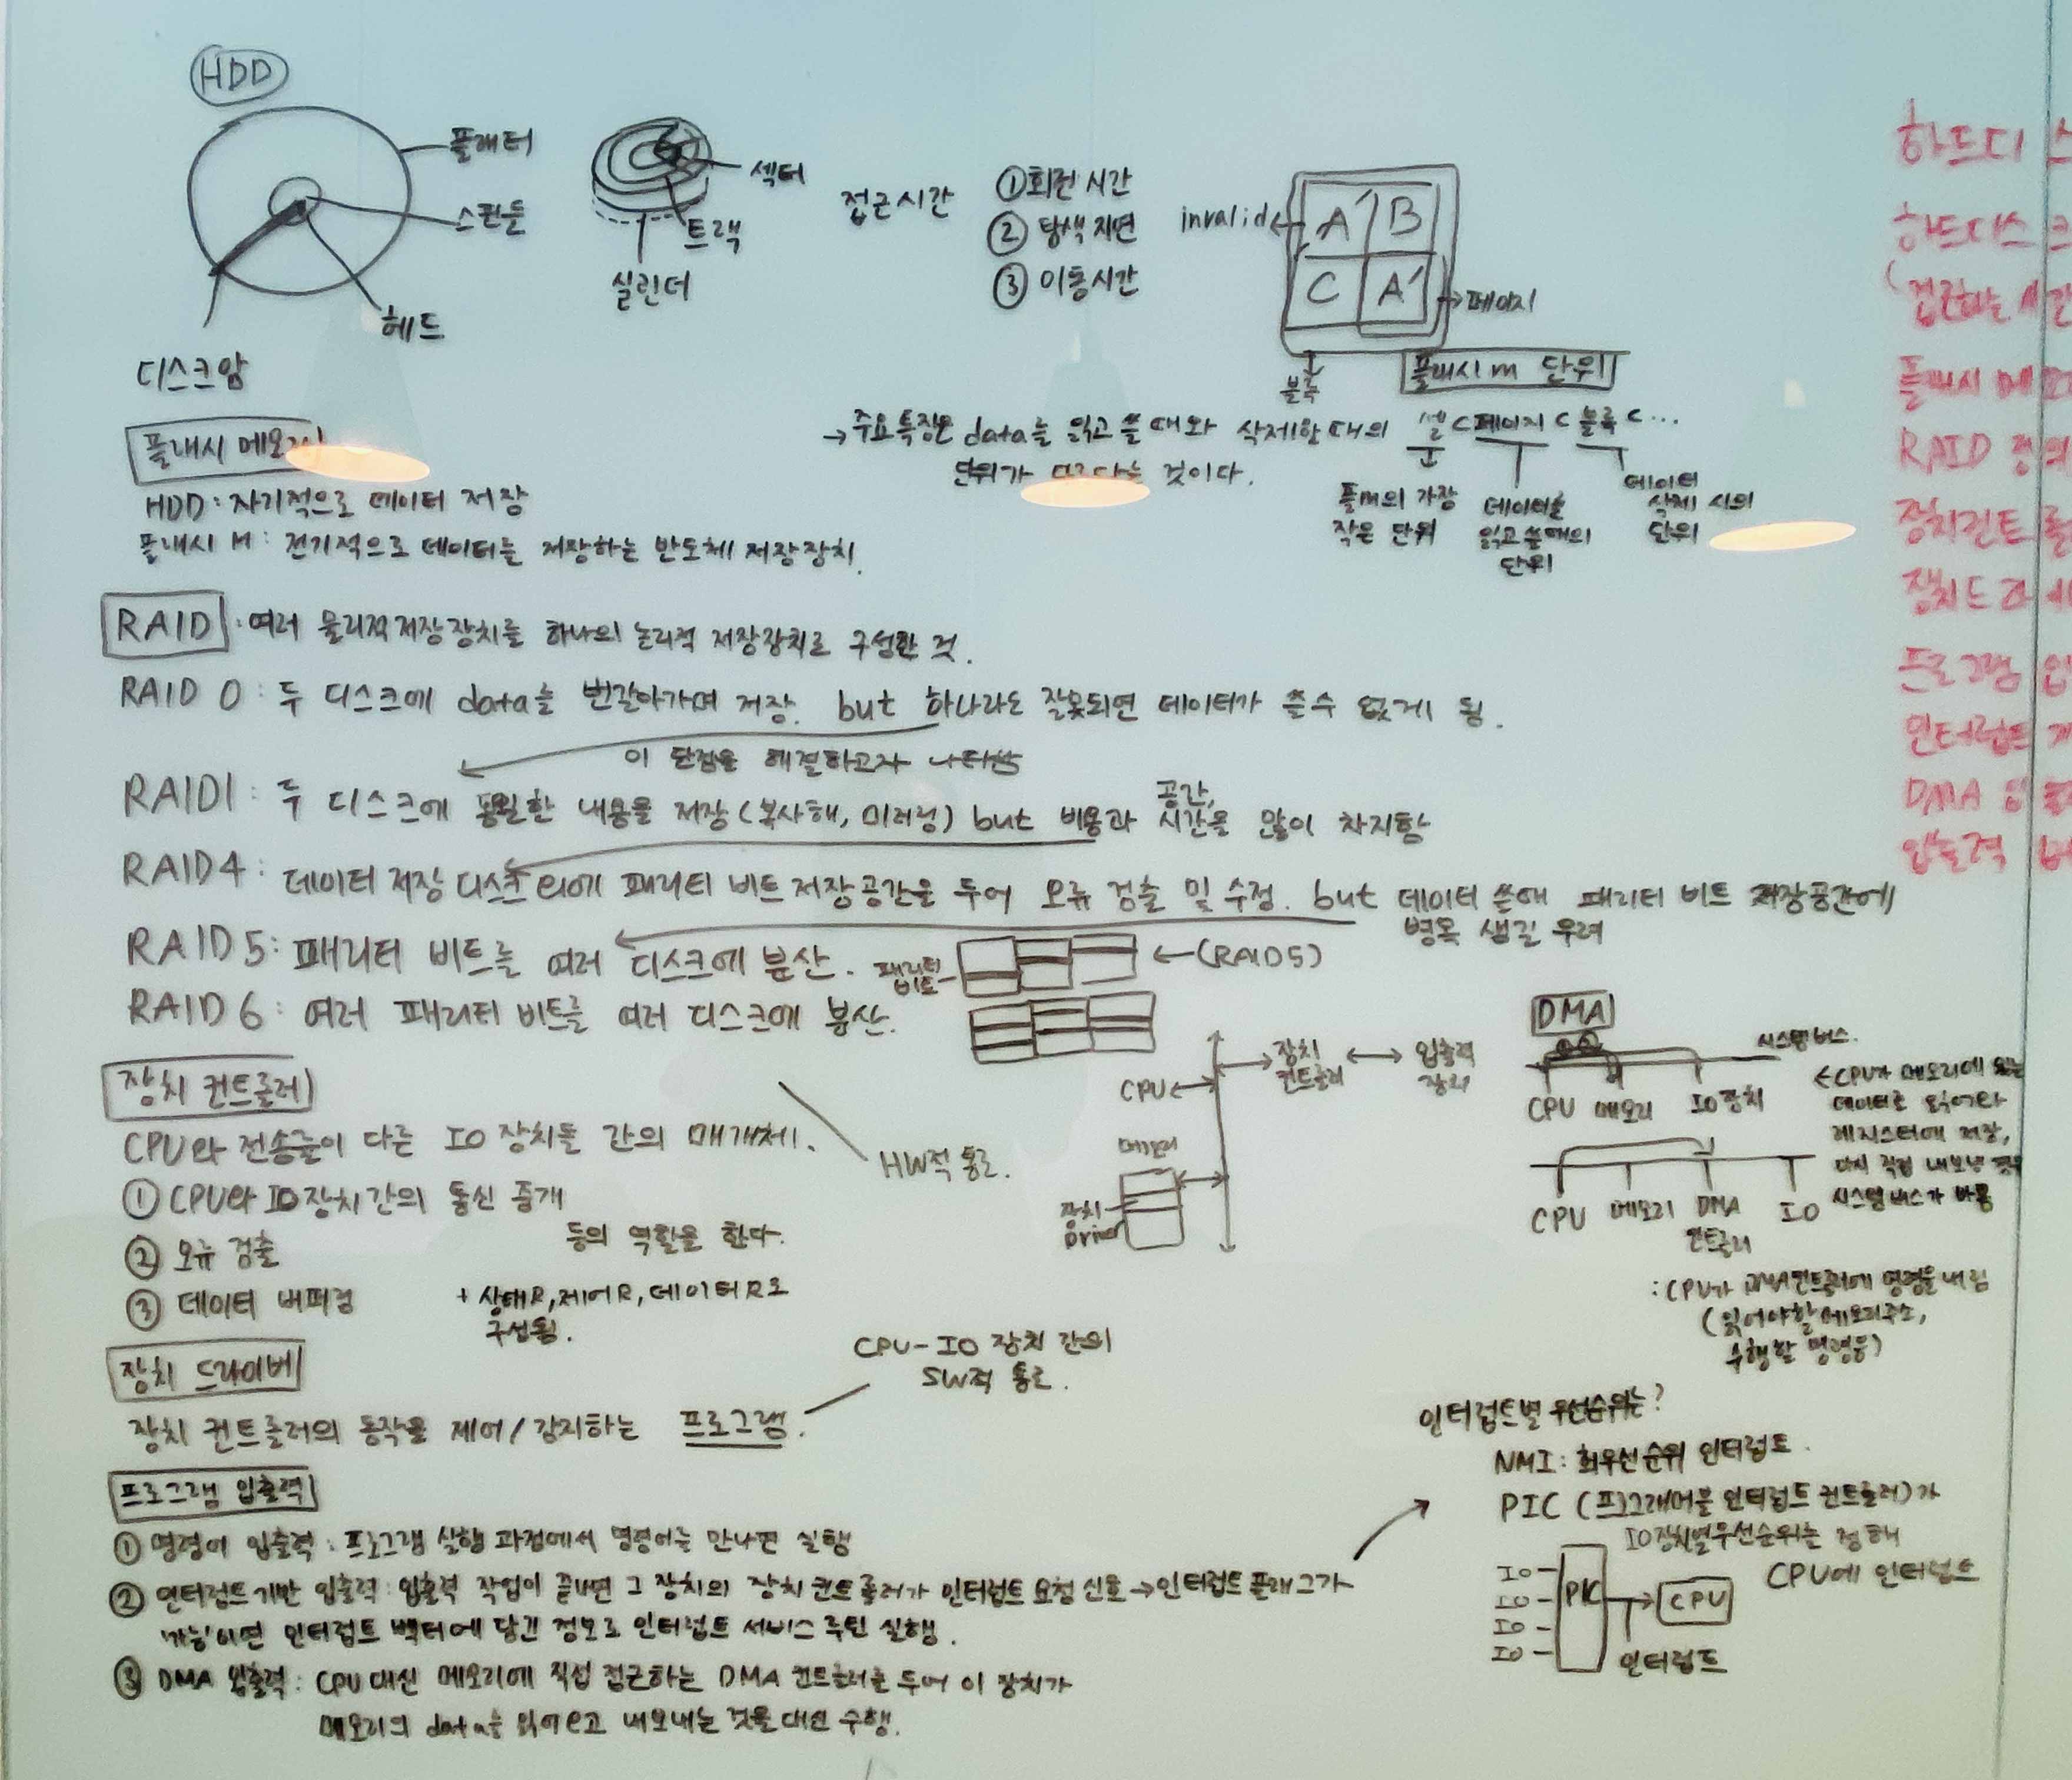 HDD
플래터
스핀들
헤드
디스크암
섹터
트랙
실린더
접근시간
① 회전시간
② 탐색지연
③ 이동시간
invalid
A B
C A′
페이지
블록
플래시m 단위
플래시 메모리
HDD : 자기적으로 데이터 저장
플래시 M : 전기적으로 데이터를 저장하는 반도체 저장장치.
→ 주요특징은 data를 읽고 쓸 때와 삭제할 때의
단위가 다르다는 것이다.
셀 ⊂ 페이지 ⊂ 블록 ⊂ ...
플m의 가장
작은 단위
데이터를
읽고쓸때의
단위
데이터
삭제 시의
단위
RAID : 여러 물리적 저장장치를 하나의 논리적 저장장치로 구성한 것.
RAID 0 : 두 디스크에 data를 번갈아가며 저장. but 하나라도 잘못되면 데이터가 쓸수 없게 됨.
이 단점을 해결하고자 나타남
RAID1 : 두 디스크에 동일한 내용을 저장(복사해, 미러링) but 비용과 공간, 시간을 많이 차지함
RAID4 : 데이터 저장 디스크 외에 패리티 비트 저장공간을 두어 오류 검출 및 수정. but 데이터 쓸때 패리티 비트 저장공간에
병목 생길 우려
RAID 5 : 패리티 비트를 여러 디스크에 분산.
패리티
비트
←(RAID5)
RAID 6 : 여러 패리티 비트를 여러 디스크에 분산.
장치 컨트롤러
CPU와 전송률이 다른 IO 장치들 간의 매개체.
HW적 통로.
① CPU와 IO장치간의 통신 중개
② 오류 검출
③ 데이터 버퍼링
등의 역할을 한다.
+ 상태R, 제어R, 데이터R로
구성됨.
CPU
장치
컨트롤러
입출력
장치
메모리
장치
Driver
DMA
시스템버스.
CPU 메모리 IO장치
←CPU가 메모리에 있는
데이터를 읽어와
레지스터에 저장,
다시 직접 내보낼 경우
시스템버스가 바쁨
CPU 메모리 DMA
컨트롤러
IO
: CPU가 DMA컨트롤러에 명령을 내림
(읽어야할 메모리주소,
수행할 명령등)
장치 드라이버
장치 컨트롤러의 동작을 제어/감지하는 프로그램.
CPU-IO 장치 간의
SW적 통로.
프로그램 입출력
① 명령어 입출력 : 프로그램 실행 과정에서 명령어를 만나면 실행
② 인터럽트기반 입출력 : 입출력 작업이 끝나면 그 장치의 장치 컨트롤러가 인터럽트 요청 신호 → 인터럽트 플래그가
'가능'이면 인터럽트 벡터에 담긴 정보로 인터럽트 서비스 루틴 실행.
③ DMA 입출력 : CPU 대신 메모리에 직접 접근하는 DMA 컨트롤러를 두어 이 장치가
메모리의 data를 읽어오고 내보내는 것을 대신 수행.
인터럽트별 우선순위는?
NMI : 최우선순위 인터럽트.
PIC (프로그래머블 인터럽트 컨트롤러)가
IO장치별 우선순위를 정해
CPU에 인터럽트
IO
IO
IO
IO
PIC
CPU
인터럽트
하드디스
하드디스크
(접근하는 시간
플래시 메모
RAID 정의
장치컨트롤
장치드라이
프로그램 입
인터럽트 기
DMA 입출
입출력 버